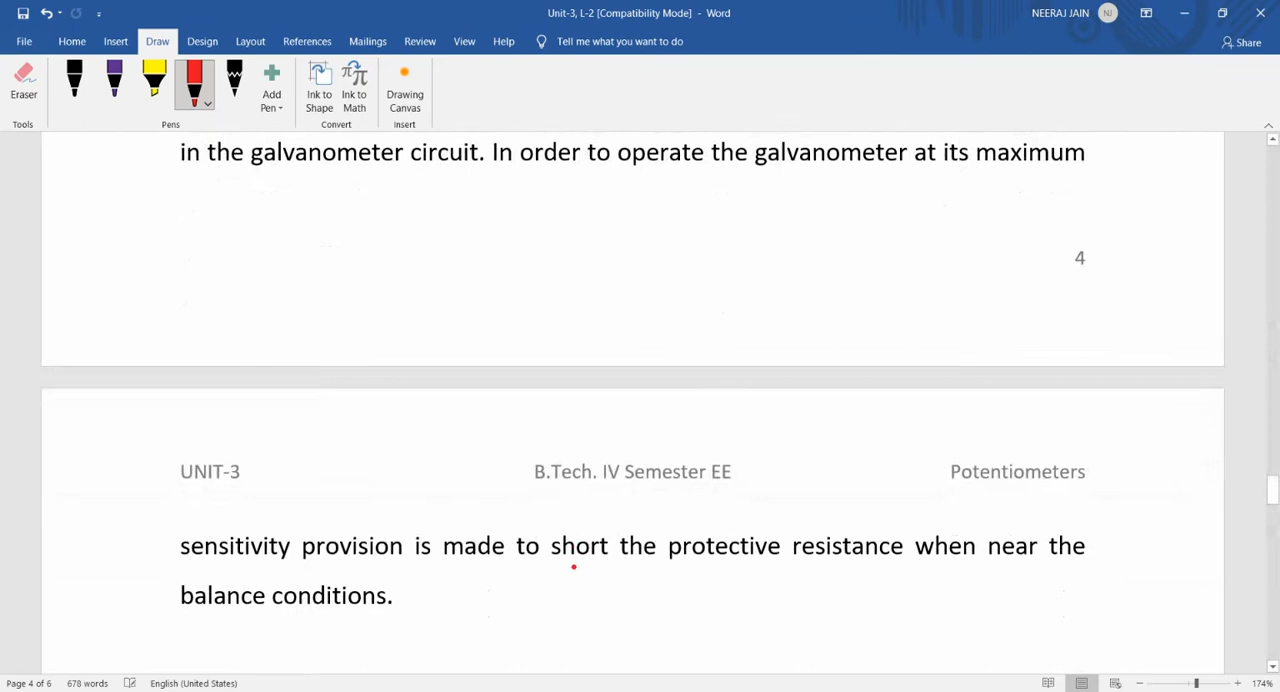 Unit-3, L-2 [Compatibility Mode] - Word
NEERAJ JAIN NJ
File Home Insert Draw Design Layout References Mailings Review View Help Tell me what you want to do Share
Eraser
Add Pen
Ink to Shape
Ink to Math
Drawing Canvas
Tools Pens Convert Insert
in the galvanometer circuit. In order to operate the galvanometer at its maximum
4
UNIT-3 B.Tech. IV Semester EE Potentiometers
sensitivity provision is made to short the protective resistance when near the
balance conditions.
Page 4 of 6 678 words English (United States) 174%